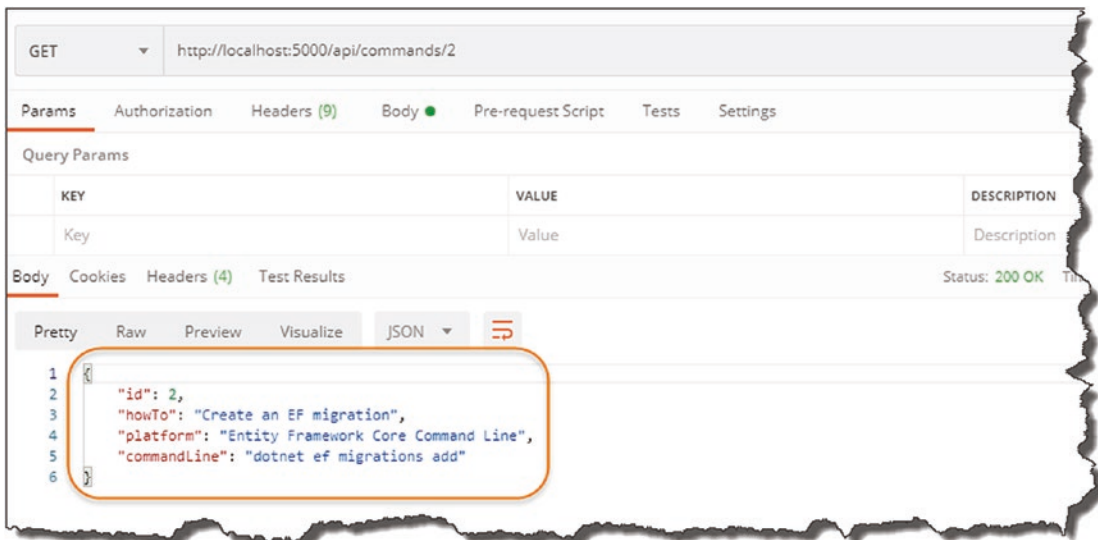 GET http://localhost:5000/api/commands/2
Params Authorization Headers (9) Body Pre-request Script Tests Settings
Query Params
KEY VALUE DESCRIPTION
Key Value Description
Body Cookies Headers (4) Test Results Status: 200 OK
Pretty Raw Preview Visualize JSON
1 {
2 "id": 2,
3 "howTo": "Create an EF migration",
4 "platform": "Entity Framework Core Command Line",
5 "commandLine": "dotnet ef migrations add"
6 }